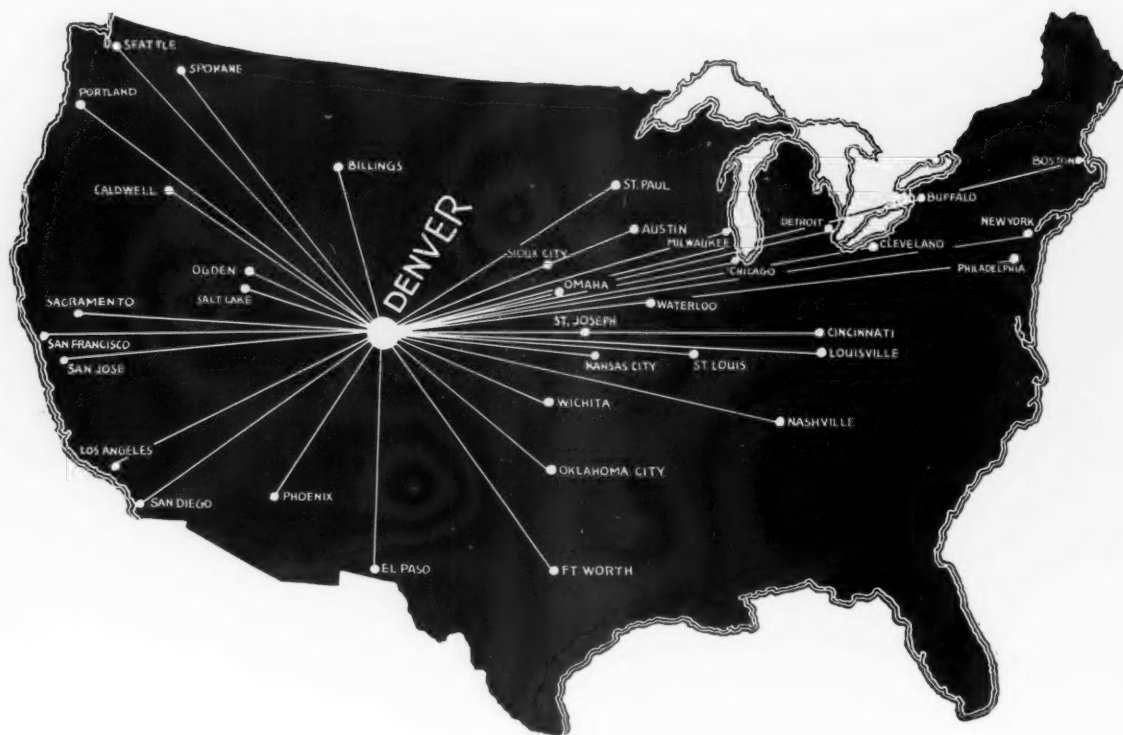 SEATTLE
SPOKANE
PORTLAND
BILLINGS
CALDWELL
ST. PAUL
BOSTON
BUFFALO
DENVER
AUSTIN
DETROIT
NEW YORK
MILWAUKEE
CLEVELAND
SIOUX CITY
OGDEN
CHICAGO
PHILADELPHIA
SALT LAKE
OMAHA
SACRAMENTO
WATERLOO
ST. JOSEPH
CINCINNATI
SAN FRANCISCO
LOUISVILLE
SAN JOSE
KANSAS CITY
ST LOUIS
WICHITA
NASHVILLE
LOS ANGELES
OKLAHOMA CITY
SAN DIEGO
PHOENIX
EL PASO
FT. WORTH